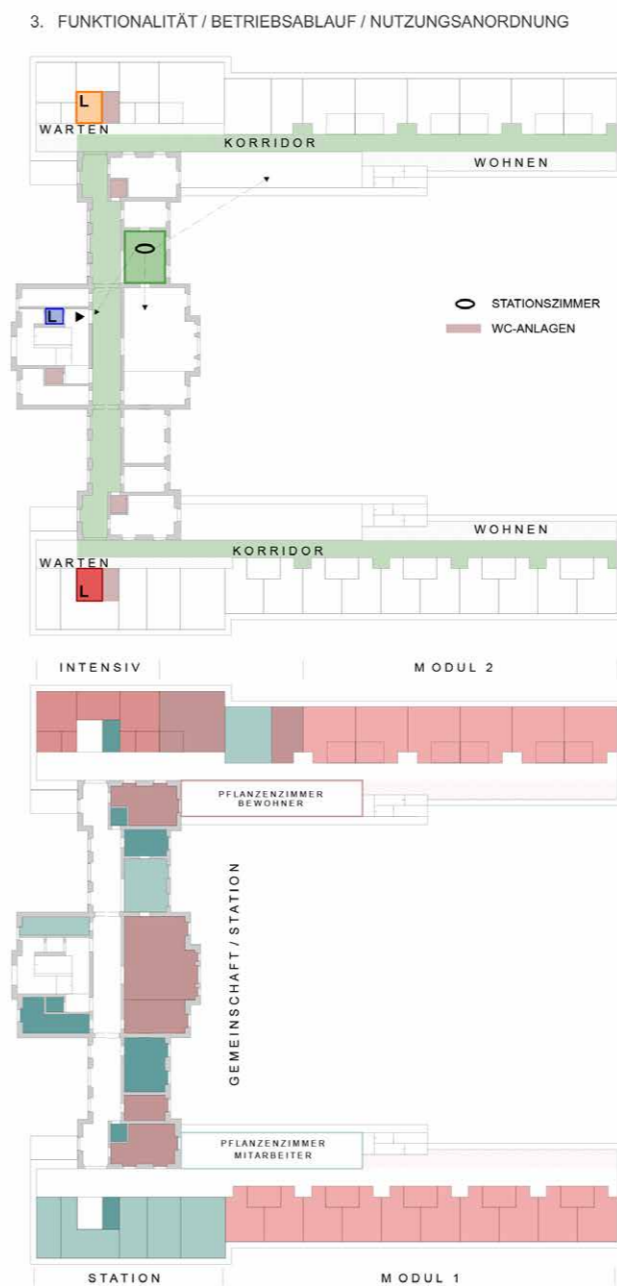 3. FUNKTIONALITÄT / BETRIEBSABLAUF / NUTZUNGSANORDNUNG
L
WARTEN
KORRIDOR
WOHNEN
L
STATIONSZIMMER
WC-ANLAGEN
WOHNEN
KORRIDOR
WARTEN
L
INTENSIV
MODUL 2
PFLANZENZIMMER
BEWOHNER
GEMEINSCHAFT / STATION
PFLANZENZIMMER
MITARBEITER
STATION
MODUL 1